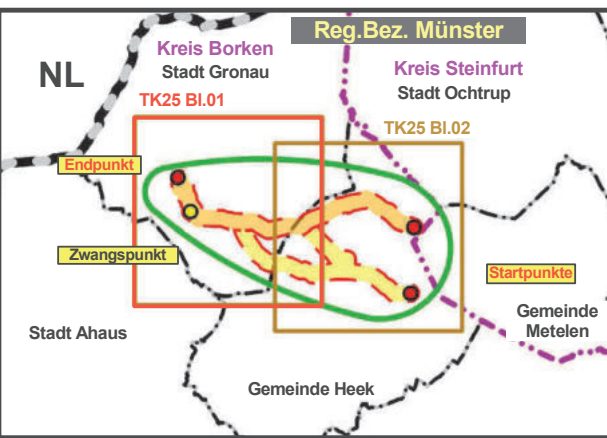 Reg.Bez. Münster
Kreis Borken
NL
Stadt Gronau
Kreis Steinfurt
Stadt Ochtrup
TK25 Bl.01
TK25 Bl.02
Endpunkt
Zwangspunkt
Startpunkte
Gemeinde
Metelen
Stadt Ahaus
Gemeinde Heek